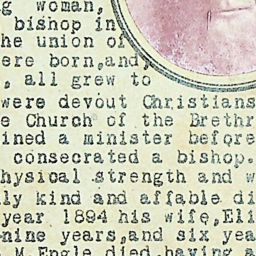 g woman,
bishop in
he union of
ere born,and
, all grew to
were devout Christians
e Church of the Brethr
ined a minister before
consecrated a bishop.
hysical strength and w
ly kind and affable di
year 1894 his wife,Eli
nine years,and six yea
M.Engle died,having a